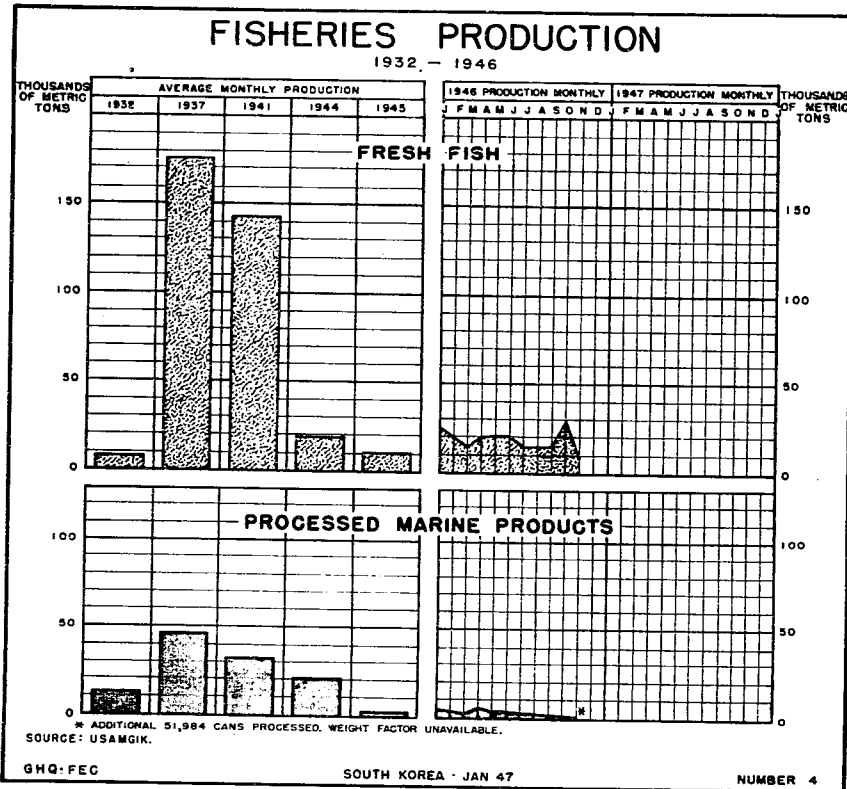 FISHERIES PRODUCTION
1932 - 1946
THOUSANDS OF METRIC TONS
AVERAGE MONTHLY PRODUCTION
1932 1937 1941 1944 1945
1946 PRODUCTION MONTHLY 1947 PRODUCTION MONTHLY
J F M A M J J A S O N D J F M A M J J A S O N D J
THOUSANDS OF METRIC TONS
FRESH FISH
150 150
100 100
50 50
0 0
PROCESSED MARINE PRODUCTS
100 100
50 50
0 * 0
* ADDITIONAL 51,984 CANS PROCESSED. WEIGHT FACTOR UNAVAILABLE.
SOURCE: USAMGIK.
GHQ-FEC SOUTH KOREA - JAN 47 NUMBER 4